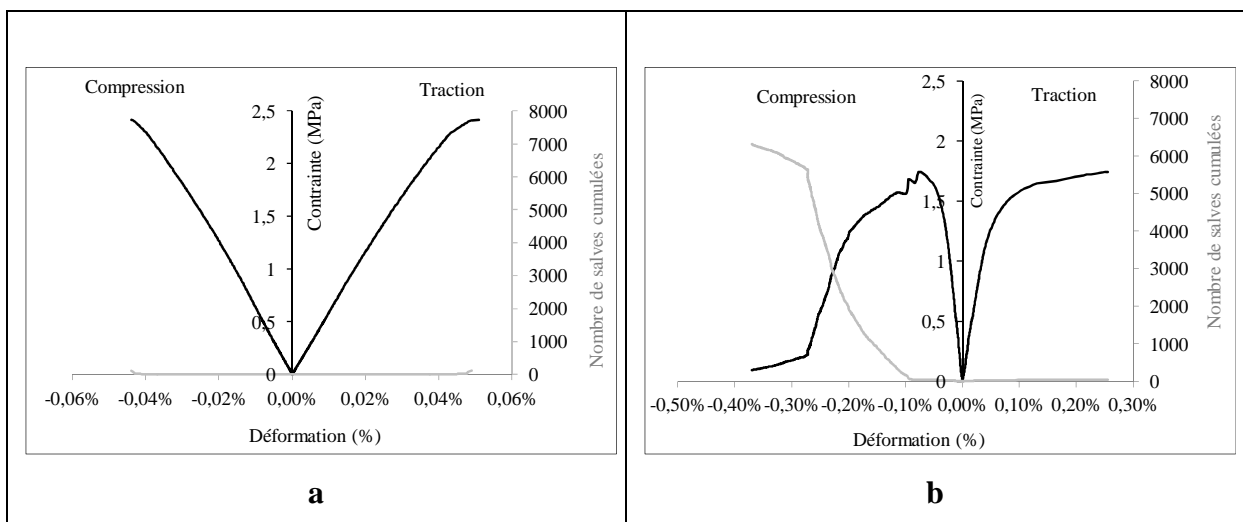 Compression
Traction
2,5
2
1,5
1
0,5
0
Contrainte (MPa)
8000
7000
6000
5000
4000
3000
2000
1000
0
Nombre de salves cumulées
-0,06% -0,04% -0,02% 0,00% 0,02% 0,04% 0,06%
Déformation (%)
a
Compression
Traction
2,5
2
1,5
1
0,5
0
Contrainte (MPa)
8000
7000
6000
5000
4000
3000
2000
1000
0
Nombre de salves cumulées
-0,50% -0,40% -0,30% -0,20% -0,10% 0,00% 0,10% 0,20% 0,30%
Déformation (%)
b